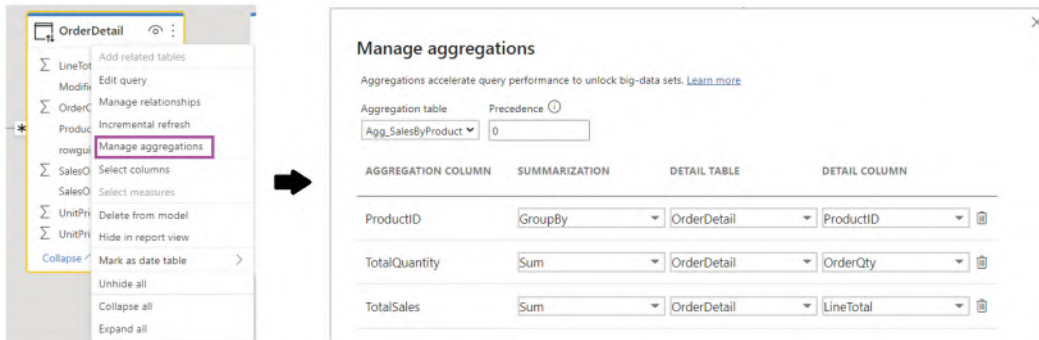 OrderDetail
Add related tables
LineTot
Edit query
Modifi
Manage relationships
OrderQ
Incremental refresh
Produc
Manage aggregations
rowgui
Select columns
SalesO
Select measures
SalesO
Delete from model
UnitPri
Hide in report view
UnitPri
Mark as date table
Collapse
Unhide all
Collapse all
Expand all
Manage aggregations
Aggregations accelerate query performance to unlock big-data sets. Learn more
Aggregation table Precedence
Agg_SalesByProduct 0
AGGREGATION COLUMN SUMMARIZATION DETAIL TABLE DETAIL COLUMN
ProductID GroupBy OrderDetail ProductID
TotalQuantity Sum OrderDetail OrderQty
TotalSales Sum OrderDetail LineTotal